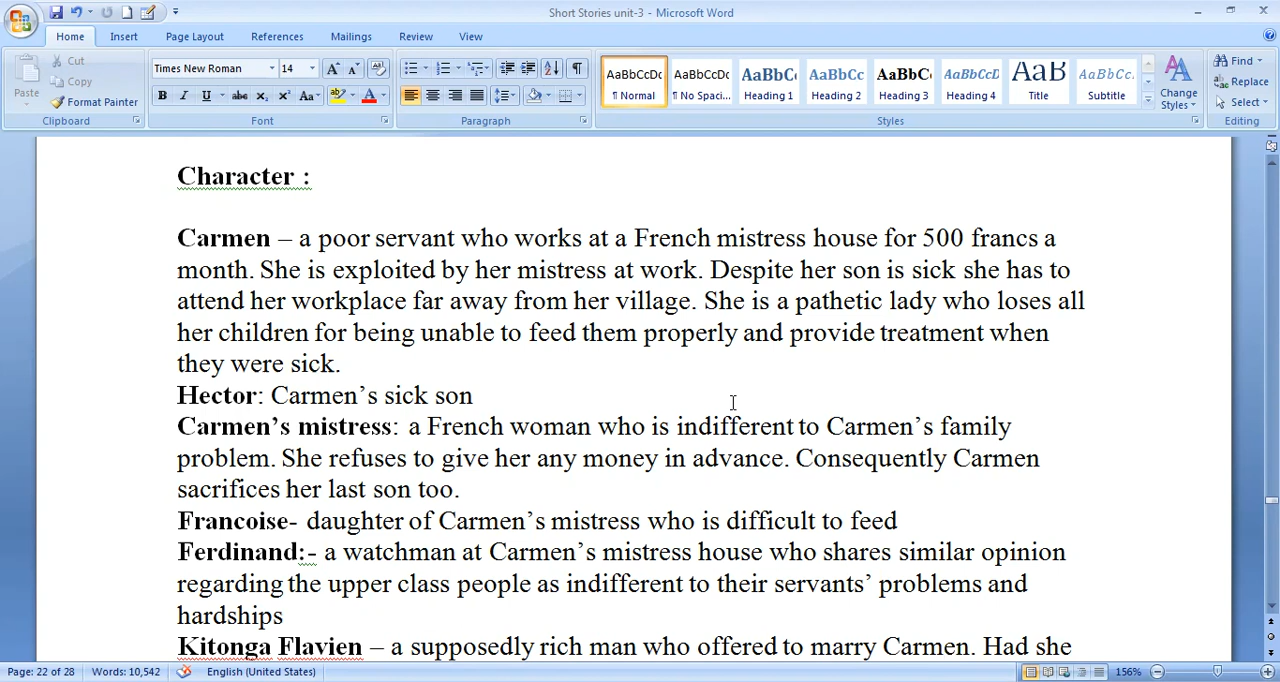 Short Stories unit-3 - Microsoft Word
Home Insert Page Layout References Mailings Review View
Paste
Cut
Copy
Format Painter
Clipboard
Times New Roman 14
Font
Paragraph
AaBbCcDc AaBbCcDc AaBbC AaBbCc AaBbCc AaBbCcD AaB AaBbCc.
¶ Normal ¶ No Spaci... Heading 1 Heading 2 Heading 3 Heading 4 Title Subtitle
Change Styles
Styles
Find
Replace
Select
Editing
Character :
Carmen – a poor servant who works at a French mistress house for 500 francs a
month. She is exploited by her mistress at work. Despite her son is sick she has to
attend her workplace far away from her village. She is a pathetic lady who loses all
her children for being unable to feed them properly and provide treatment when
they were sick.
Hector: Carmen’s sick son
Carmen’s mistress: a French woman who is indifferent to Carmen’s family
problem. She refuses to give her any money in advance. Consequently Carmen
sacrifices her last son too.
Francoise- daughter of Carmen’s mistress who is difficult to feed
Ferdinand:- a watchman at Carmen’s mistress house who shares similar opinion
regarding the upper class people as indifferent to their servants’ problems and
hardships
Kitonga Flavien – a supposedly rich man who offered to marry Carmen. Had she
Page: 22 of 28 Words: 10,542 English (United States) 156%